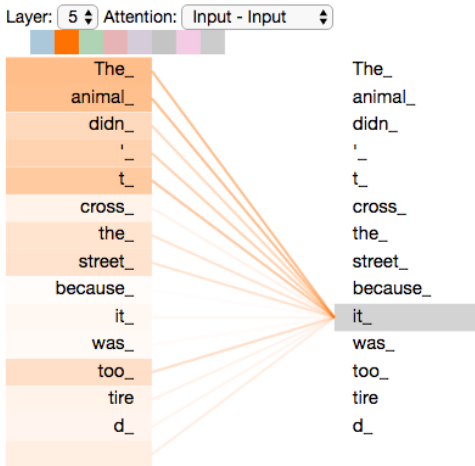 Layer: 5 Attention: Input - Input
The_ The_
animal_ animal_
didn_ didn_
'_ '_
t_ t_
cross_ cross_
the_ the_
street_ street_
because_ because_
it_ it_
was_ was_
too_ too_
tire tire
d_ d_